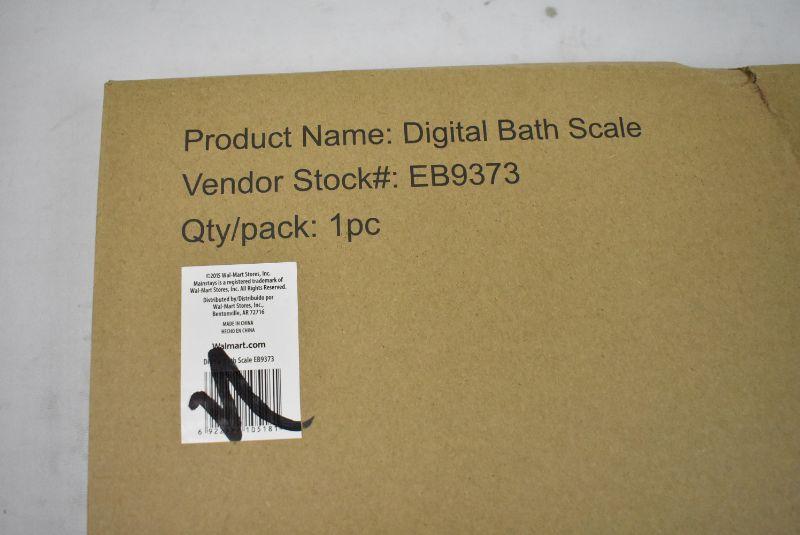 Product Name: Digital Bath Scale
Vendor Stock#: EB9373
Qty/pack: 1pc
©2015 Wal-Mart Stores, Inc.
Mainstays is a registered trademark of
Wal-Mart Stores, Inc. All Rights Reserved.
Distributed by/Distribuido por
Wal-Mart Stores, Inc.,
Bentonville, AR 72716
MADE IN CHINA
HECHO EN CHINA
Walmart.com
Scale EB9373